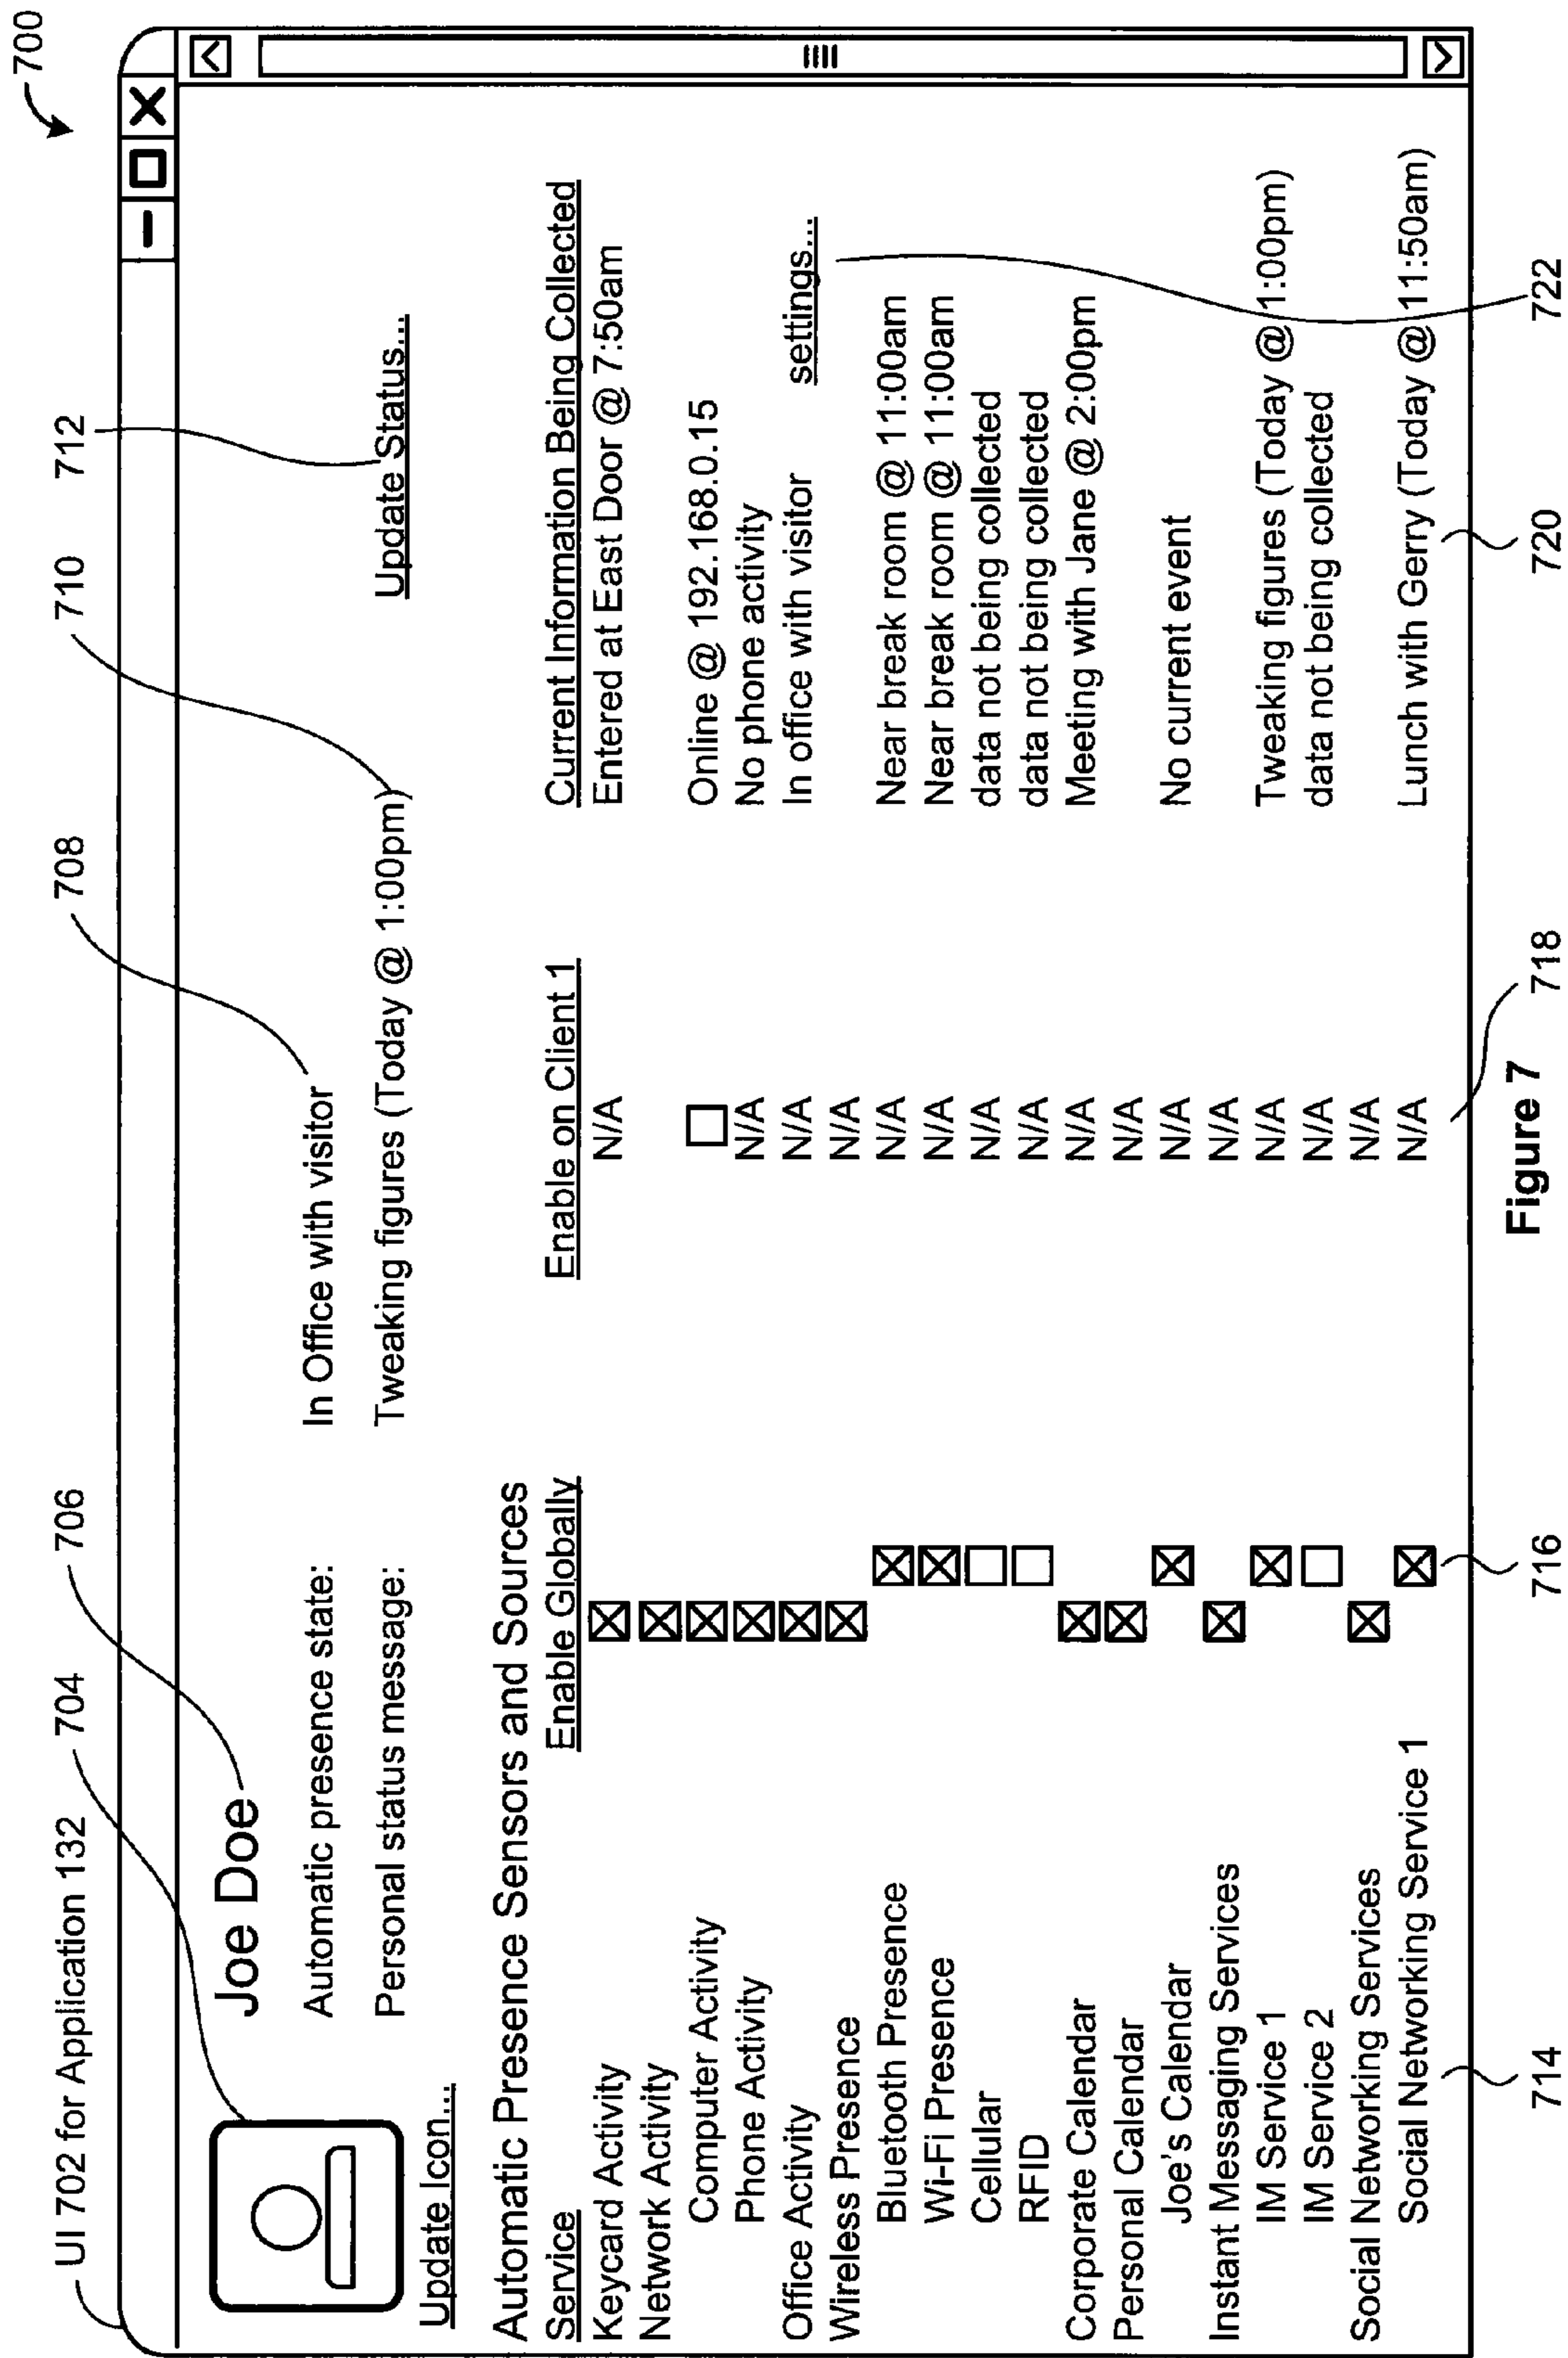 700
UI 702 for Application 132
704
706
708
710
712
Joe Doe
Automatic presence state: In Office with visitor
Personal status message: Tweaking figures (Today @ 1:00pm) Update Status...
Update Icon...
Automatic Presence Sensors and Sources
Service Enable Globally Enable on Client 1 Current Information Being Collected
Keycard Activity N/A Entered at East Door @ 7:50am
Network Activity
Computer Activity Online @ 192.168.0.15
Phone Activity N/A No phone activity
Office Activity N/A In office with visitor settings...
Wireless Presence N/A
Bluetooth Presence N/A Near break room @ 11:00am
Wi-Fi Presence N/A Near break room @ 11:00am
Cellular N/A data not being collected
RFID N/A data not being collected
Corporate Calendar N/A Meeting with Jane @ 2:00pm
Personal Calendar N/A
Joe's Calendar N/A No current event
Instant Messaging Services N/A
IM Service 1 N/A Tweaking figures (Today @ 1:00pm)
IM Service 2 N/A data not being collected
Social Networking Services N/A
Social Networking Service 1 N/A Lunch with Gerry (Today @ 11:50am)
714
716
718
720
722
Figure 7